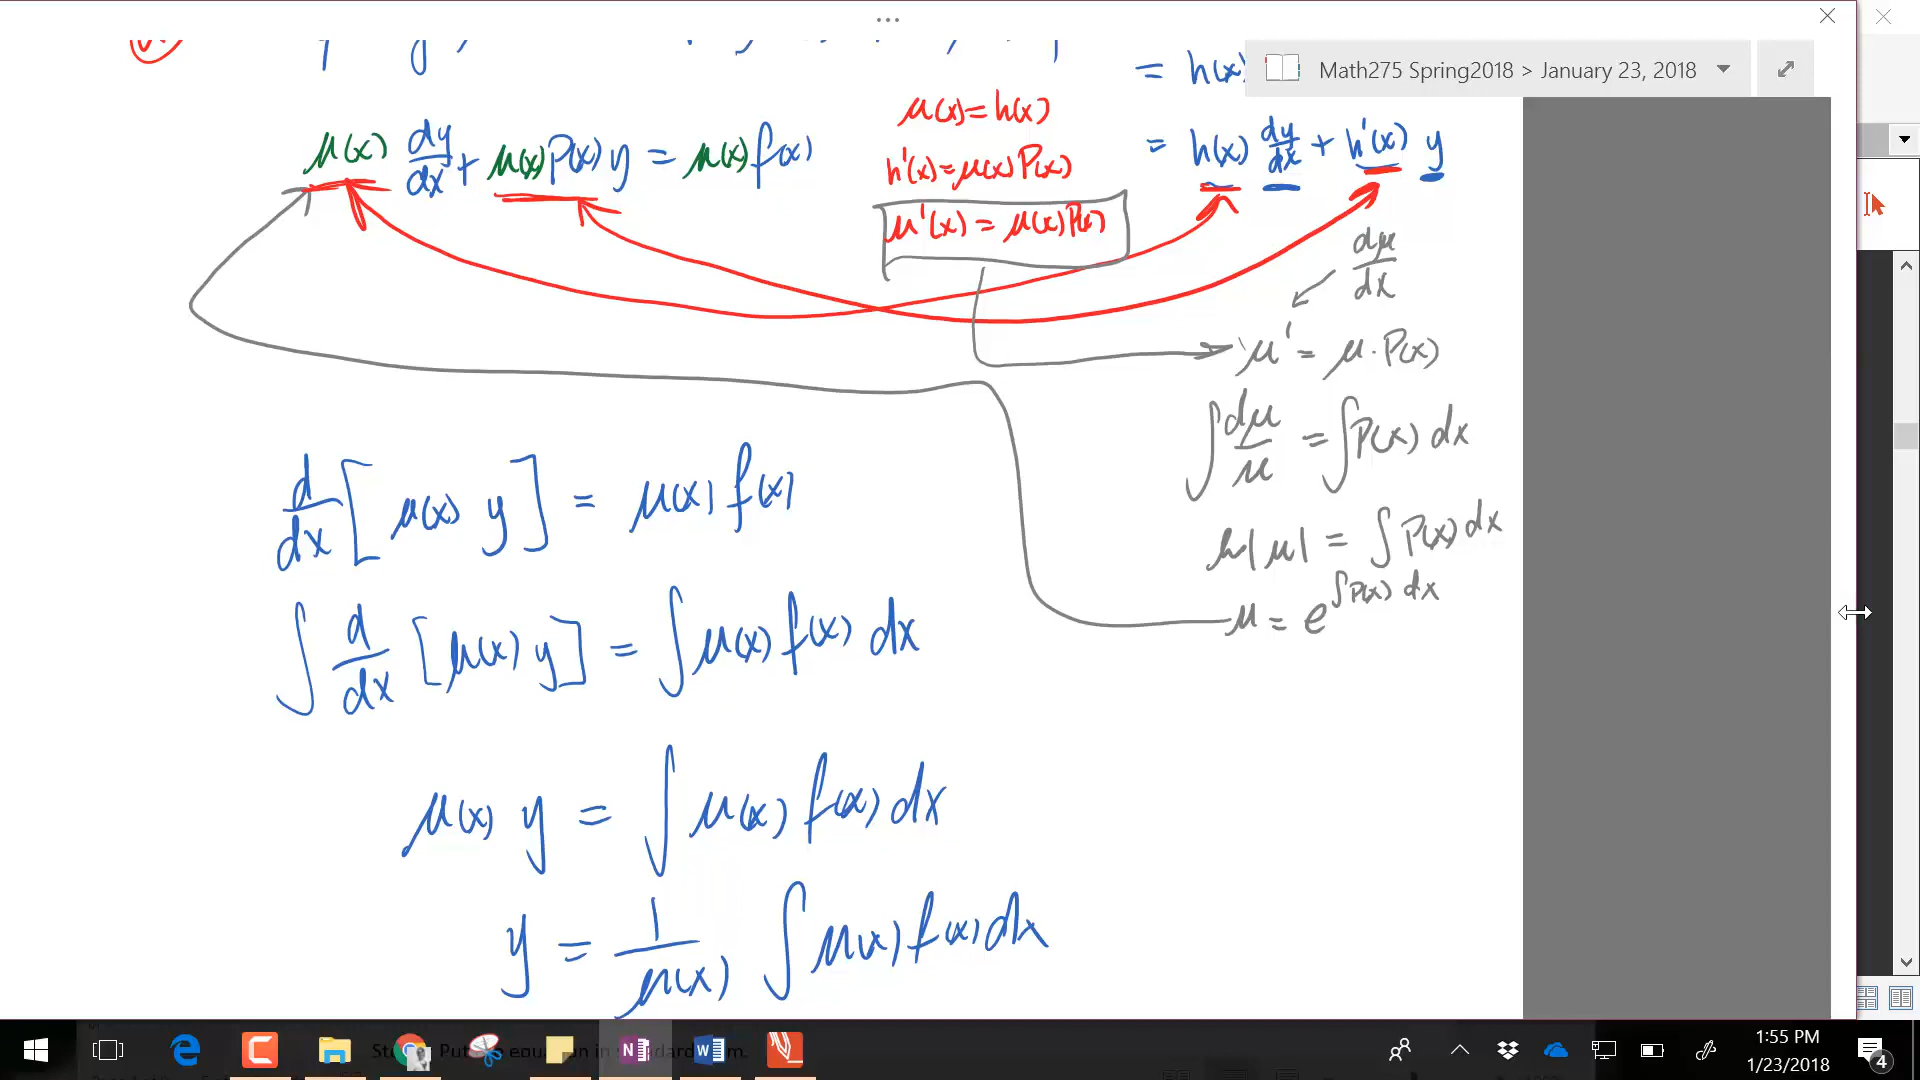 Math275 Spring2018 > January 23, 2018
= h(x)
μ(x) dy/dx + μ(x)P(x) y = μ(x) f(x)
μ(x) = h(x)
h'(x) = μ(x) P(x)
μ'(x) = μ(x) P(x)
= h(x) dy/dx + h'(x) y
dμ/dx
μ' = μ · P(x)
∫ dμ/μ = ∫ P(x) dx
ln|μ| = ∫ P(x) dx
μ = e^{∫P(x) dx}
d/dx [ μ(x) y ] = μ(x) f(x)
∫ d/dx [μ(x) y] = ∫ μ(x) f(x) dx
μ(x) y = ∫ μ(x) f(x) dx
y = 1/μ(x) ∫ μ(x) f(x) dx
1:55 PM
1/23/2018
4